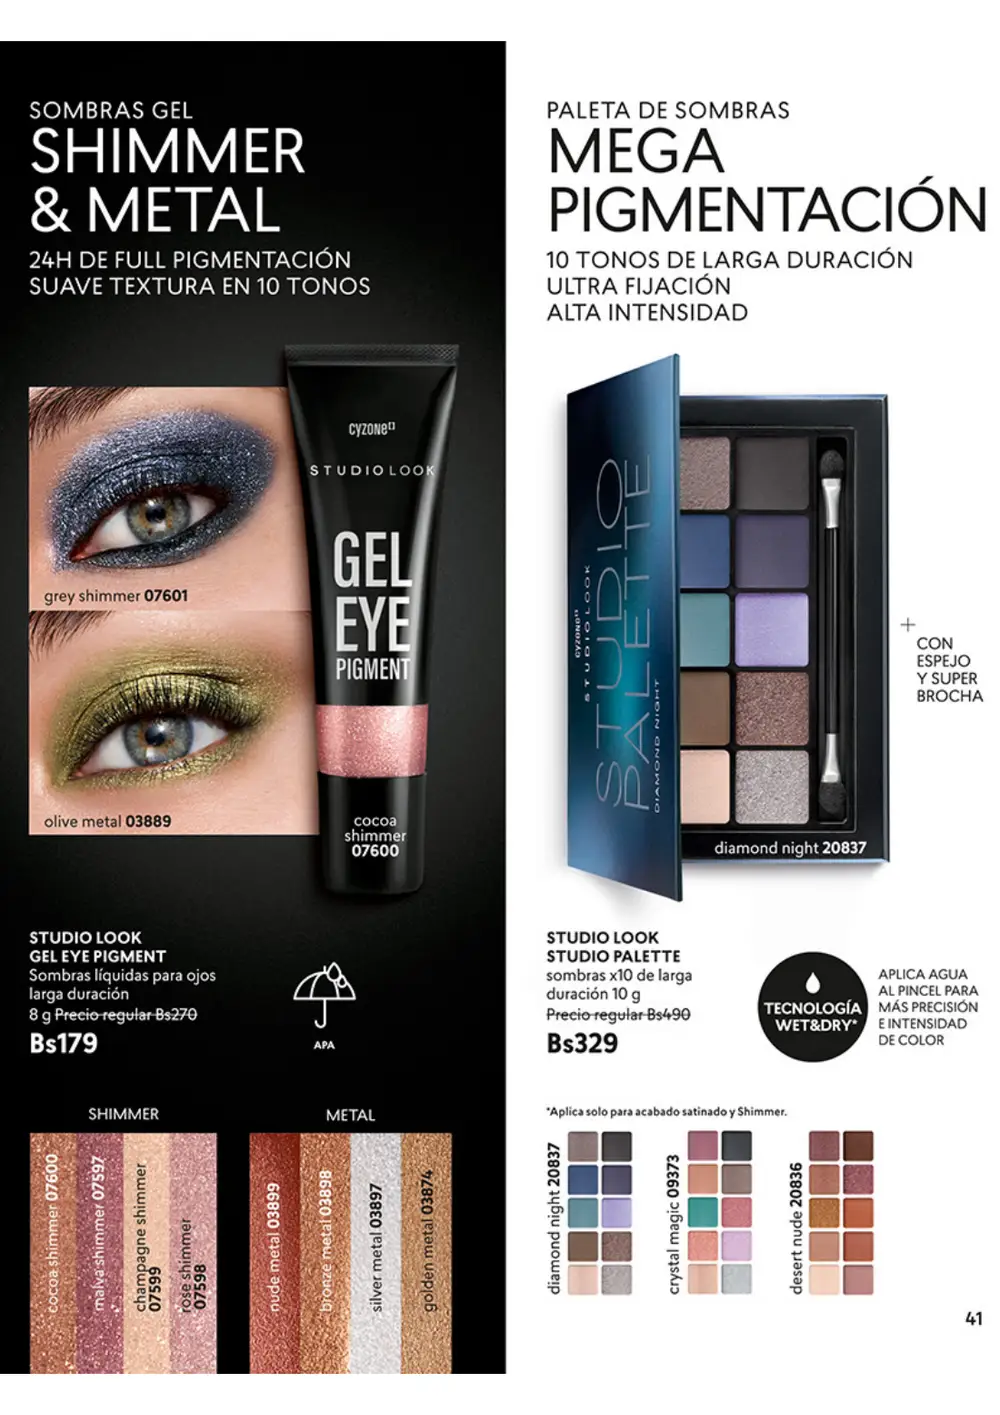 SOMBRAS GEL
SHIMMER
& METAL
24H DE FULL PIGMENTACIÓN
SUAVE TEXTURA EN 10 TONOS
cyzone
STUDIO LOOK
GEL
EYE
PIGMENT
cocoa
shimmer
07600
grey shimmer 07601
olive metal 03889
STUDIO LOOK
GEL EYE PIGMENT
Sombras líquidas para ojos
larga duración
8 g Precio regular Bs270
Bs179
APA
SHIMMER
cocoa shimmer 07600
malva shimmer 07597
champagne shimmer
07599
rose shimmer
07598
METAL
nude metal 03899
bronze metal 03898
silver metal 03897
golden metal 03874
PALETA DE SOMBRAS
MEGA
PIGMENTACIÓN
10 TONOS DE LARGA DURACIÓN
ULTRA FIJACIÓN
ALTA INTENSIDAD
cyzone
STUDIO LOOK
STUDIO
PALETTE
DIAMOND NIGHT
diamond night 20837
+
CON
ESPEJO
Y SUPER
BROCHA
STUDIO LOOK
STUDIO PALETTE
sombras x10 de larga
duración 10 g
Precio regular Bs490
Bs329
TECNOLOGÍA
WET&DRY*
APLICA AGUA
AL PINCEL PARA
MÁS PRECISIÓN
E INTENSIDAD
DE COLOR
*Aplica solo para acabado satinado y Shimmer.
diamond night 20837
crystal magic 09373
desert nude 20836
41